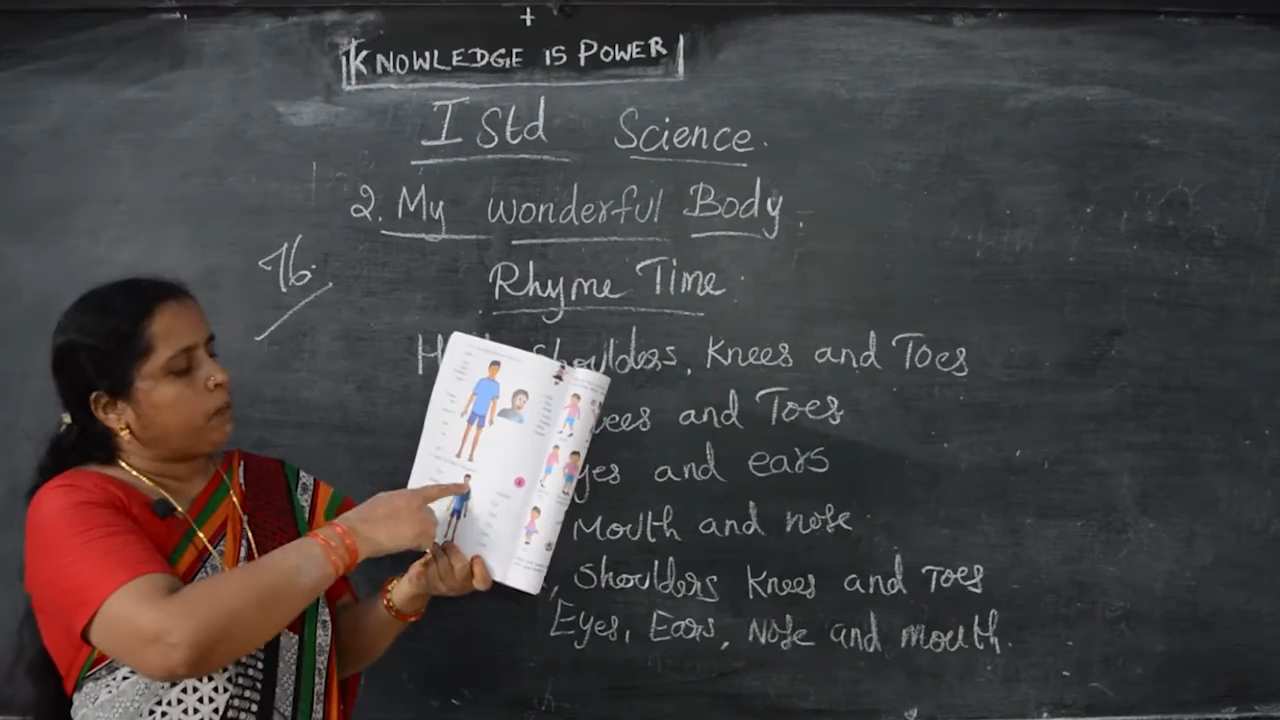 KNOWLEDGE IS POWER
I Std Science.
2. My wonderful Body.
Rhyme Time.
Shoulders, Knees and Toes
and Toes
and ears
Mouth and nose.
, Shoulders Knees and Toes
Eyes, Ears, Nose and mouth.